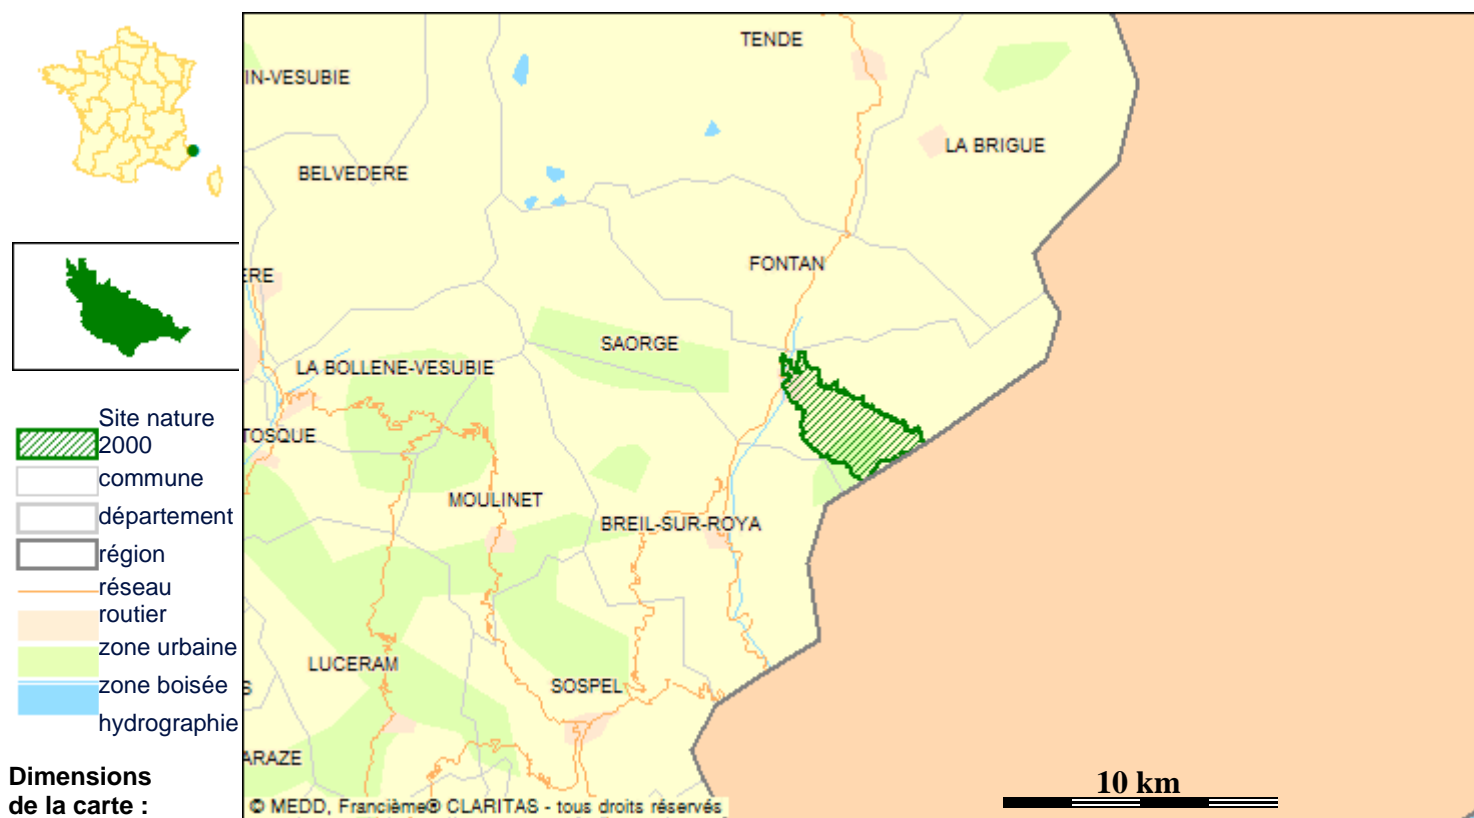 Site nature
2000
commune
département
région
réseau
routier
zone urbaine
zone boisée
hydrographie
Dimensions
de la carte :
TENDE
IN-VESUBIE
LA BRIGUE
BELVEDERE
FONTAN
ERE
SAORGE
LA BOLLENE-VESUBIE
TOSQUE
MOULINET
BREIL-SUR-ROYA
LUCERAM
SOSPEL
S
ARAZE
10 km
© MEDD, Francième® CLARITAS - tous droits réservés